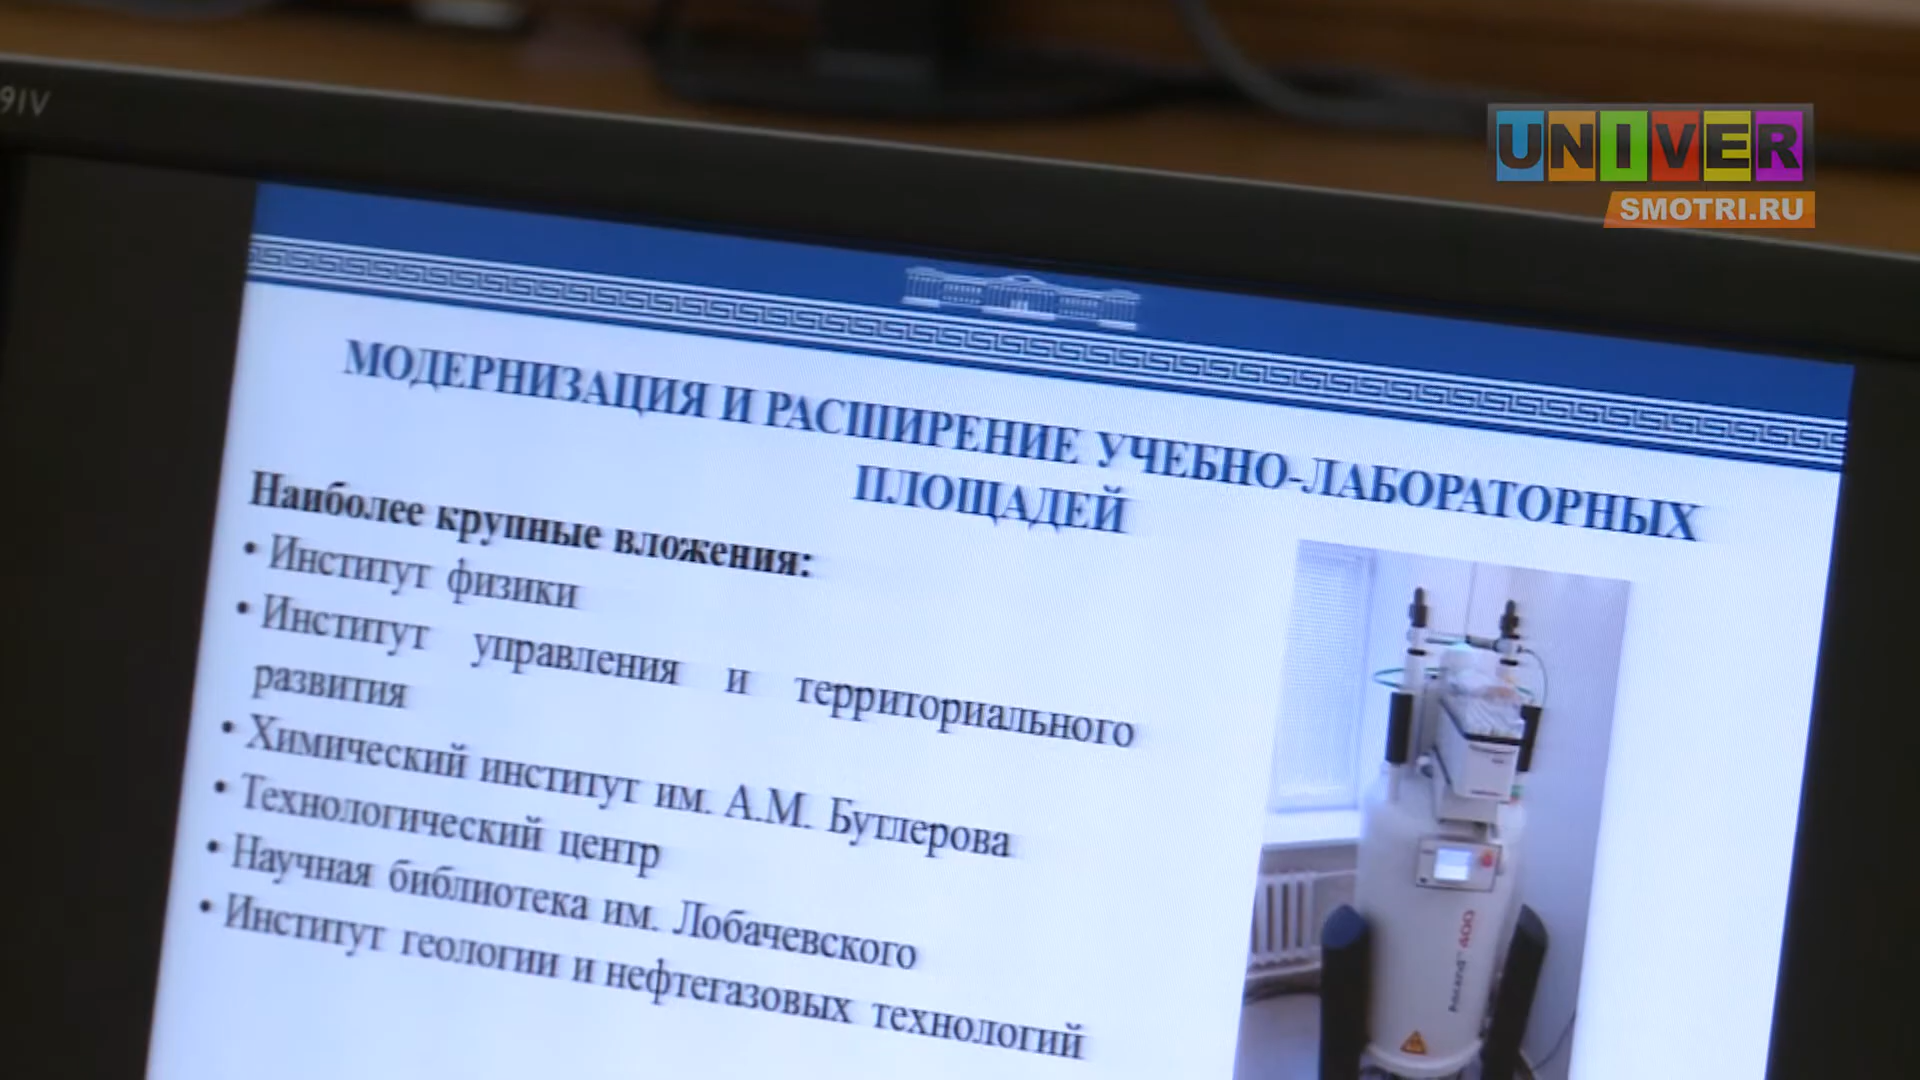 9IV
UNIVER
SMOTRI.RU
МОДЕРНИЗАЦИЯ И РАСШИРЕНИЕ УЧЕБНО-ЛАБОРАТОРНЫХ
ПЛОЩАДЕЙ
Наиболее крупные вложения:
• Институт физики
• Институт управления и территориального
развития
• Химический институт им. А.М. Бутлерова
• Технологический центр
• Научная библиотека им. Лобачевского
• Институт геологии и нефтегазовых технологий